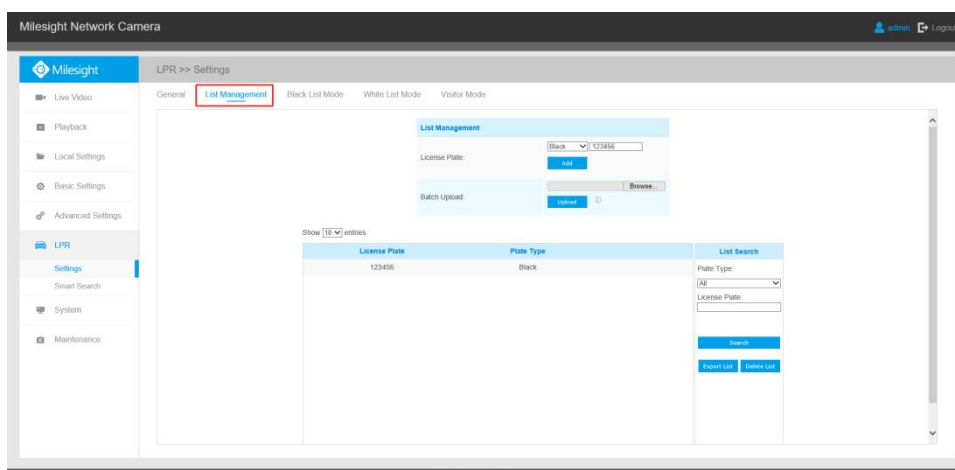 Milesight Network Camera
admin Logout
Milesight
LPR >> Settings
Live Video
Playback
Local Settings
Basic Settings
Advanced Settings
LPR
Settings
Smart Search
System
Maintenance
General List Management Black List Mode White List Mode Visitor Mode
List Management
License Plate: Black 123456
Add
Batch Upload: Browse...
Upload
Show 10 entries
License Plate Plate Type
123456 Black
List Search
Plate Type:
All
License Plate:
Search
Export List Delete List